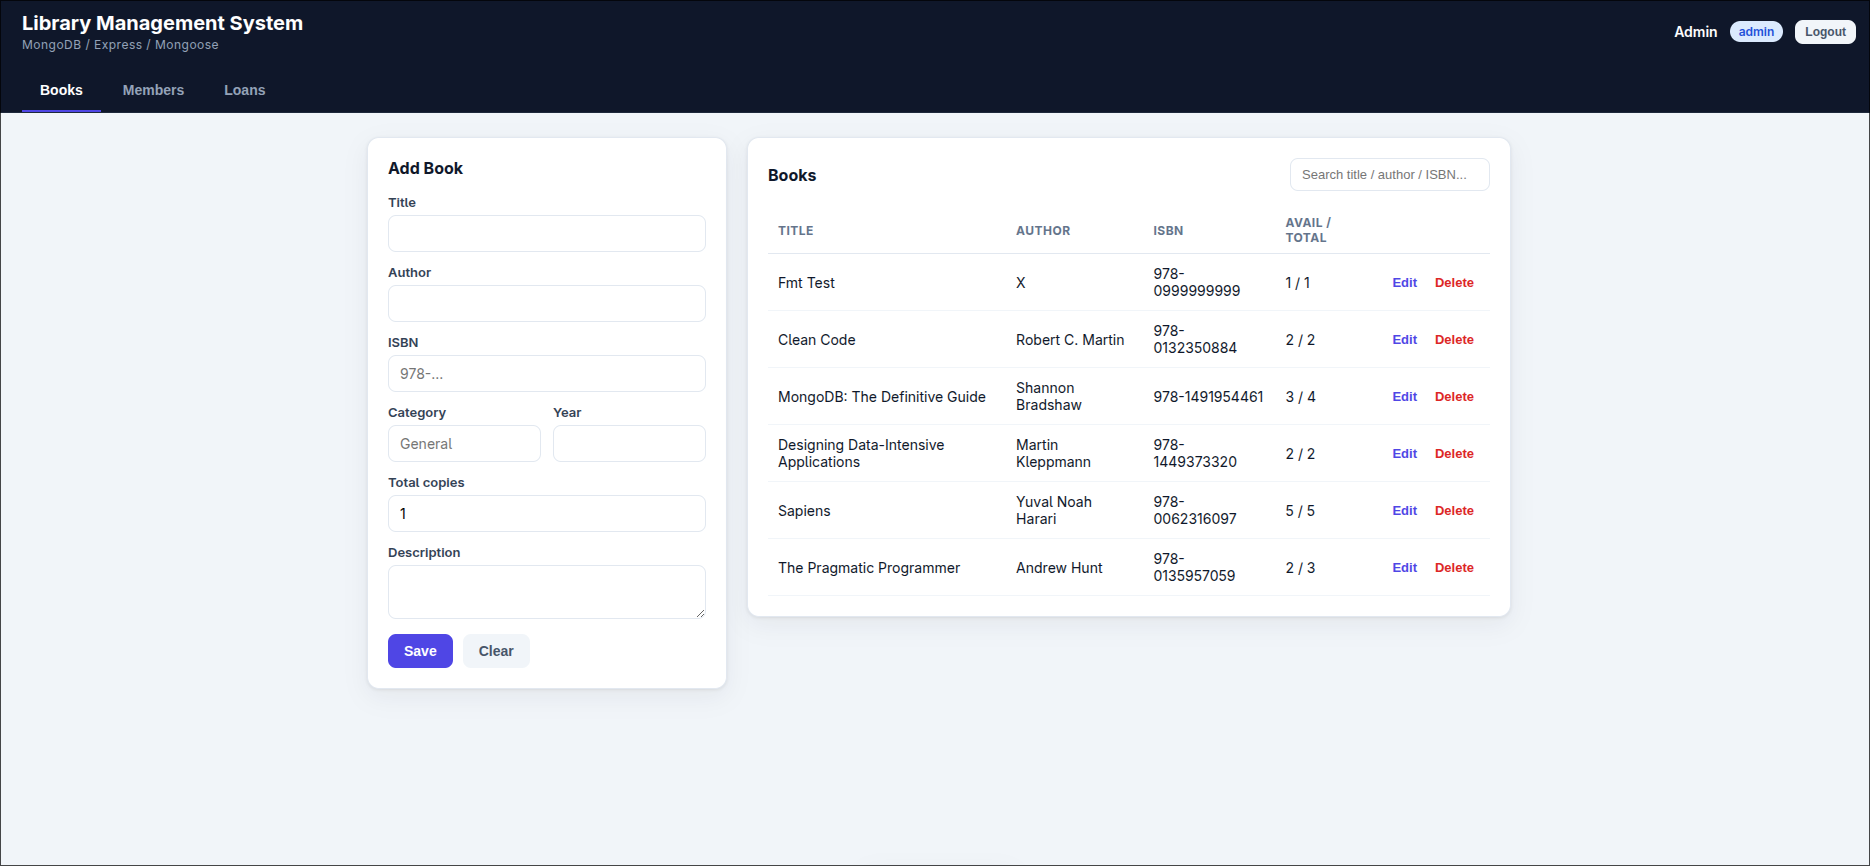 Library Management System
MongoDB / Express / Mongoose
Admin
admin
Logout
Books
Members
Loans
Add Book
Title
Author
ISBN
978-...
Category
Year
General
Total copies
1
Description
Save
Clear
Books
Search title / author / ISBN...
TITLE
AUTHOR
ISBN
AVAIL /
TOTAL
Fmt Test
X
978-
0999999999
1 / 1
Edit
Delete
Clean Code
Robert C. Martin
978-
0132350884
2 / 2
Edit
Delete
MongoDB: The Definitive Guide
Shannon
Bradshaw
978-1491954461
3 / 4
Edit
Delete
Designing Data-Intensive
Applications
Martin
Kleppmann
978-
1449373320
2 / 2
Edit
Delete
Sapiens
Yuval Noah
Harari
978-
0062316097
5 / 5
Edit
Delete
The Pragmatic Programmer
Andrew Hunt
978-
0135957059
2 / 3
Edit
Delete